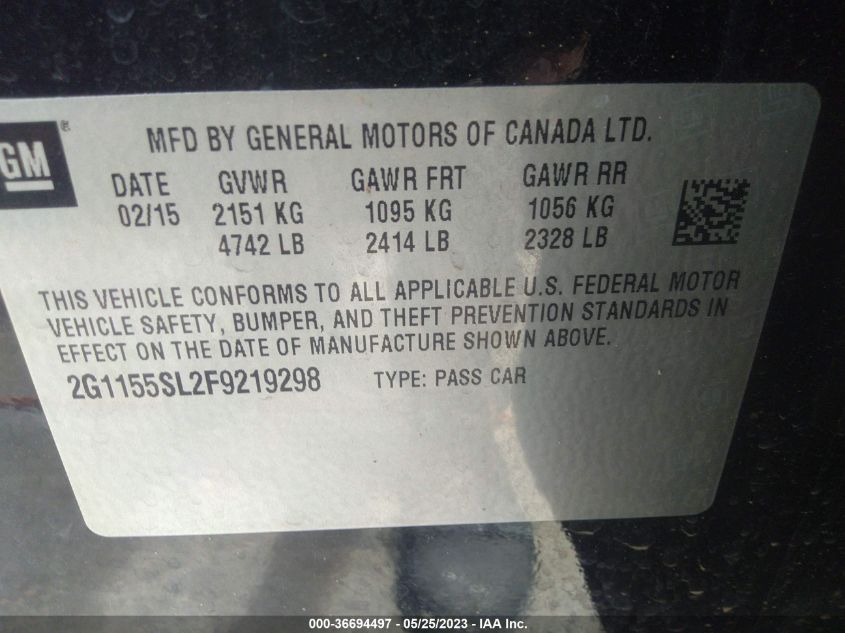 GM®
MFD BY GENERAL MOTORS OF CANADA LTD.
DATE GVWR GAWR FRT GAWR RR
02/15 2151 KG 1095 KG 1056 KG
4742 LB 2414 LB 2328 LB
THIS VEHICLE CONFORMS TO ALL APPLICABLE U.S. FEDERAL MOTOR
VEHICLE SAFETY, BUMPER, AND THEFT PREVENTION STANDARDS IN
EFFECT ON THE DATE OF MANUFACTURE SHOWN ABOVE.
2G1155SL2F9219298 TYPE: PASS CAR
000-36694497 - 05/25/2023 - IAA Inc.